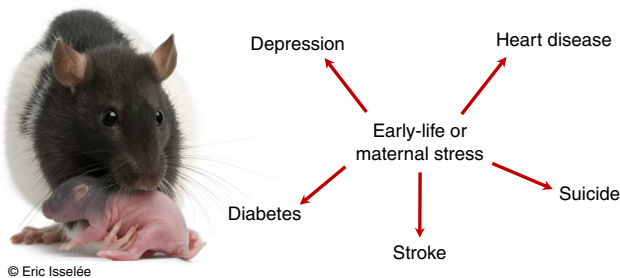 Depression
Heart disease
Early-life or
maternal stress
Diabetes
Suicide
Stroke
© Eric Isselée